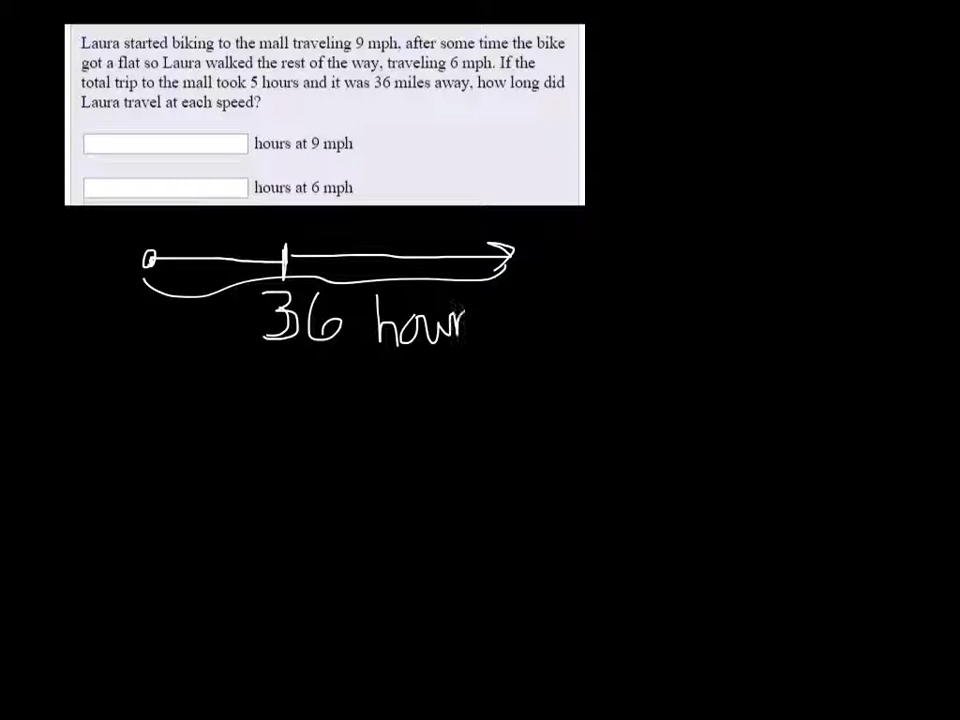 Laura started biking to the mall traveling 9 mph, after some time the bike
got a flat so Laura walked the rest of the way, traveling 6 mph. If the
total trip to the mall took 5 hours and it was 36 miles away, how long did
Laura travel at each speed?
hours at 9 mph
hours at 6 mph
36 hour